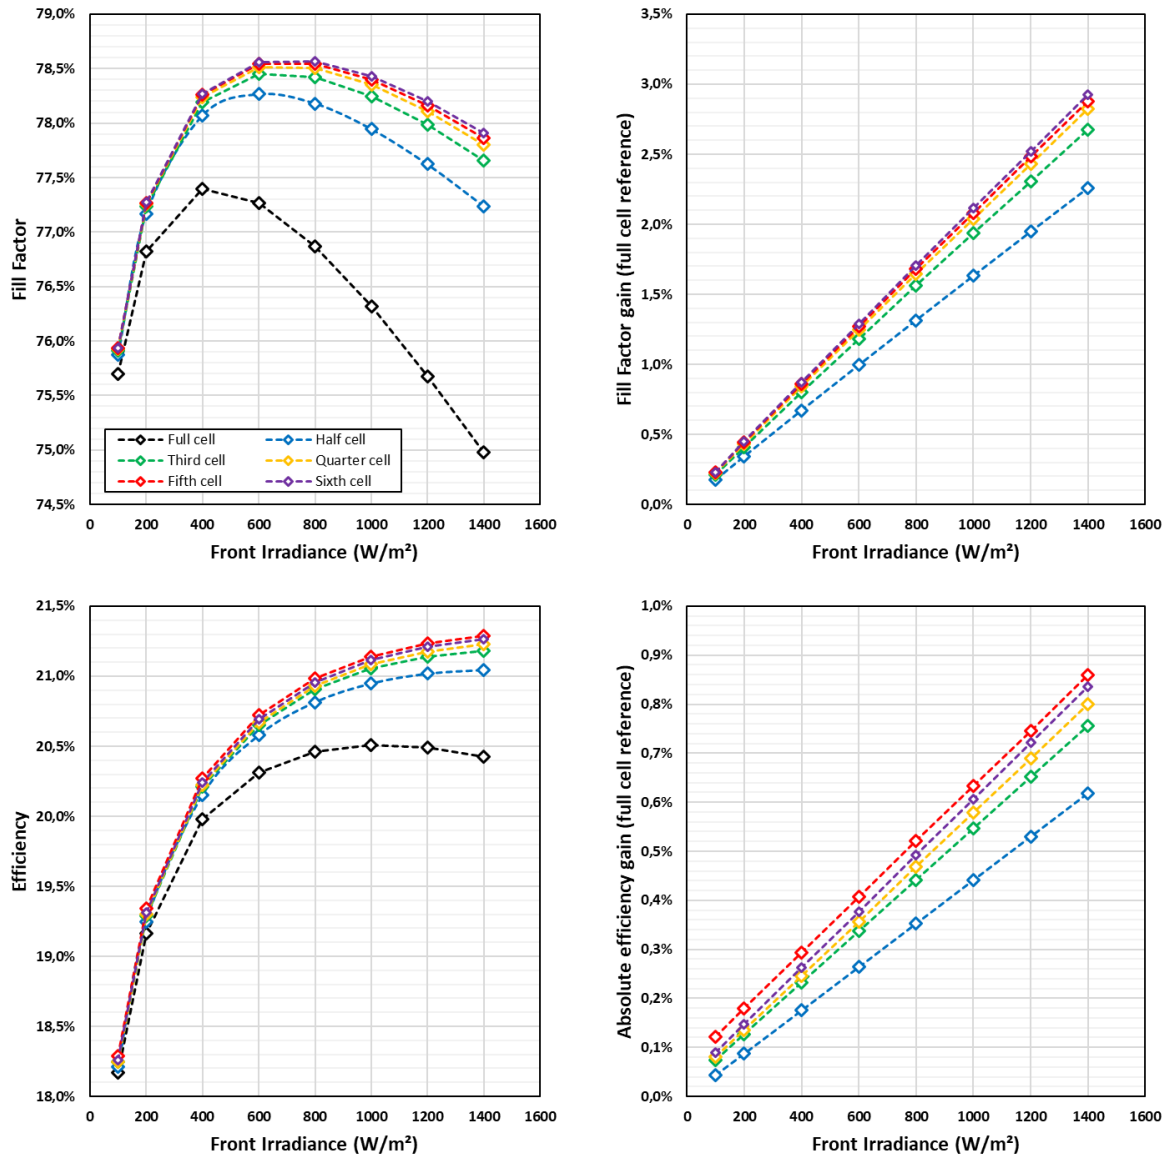 79,0%
78,5%
78,0%
77,5%
77,0%
76,5%
76,0%
75,5%
75,0%
74,5%
Fill Factor
Full cell
Half cell
Third cell
Quarter cell
Fifth cell
Sixth cell
0 200 400 600 800 1000 1200 1400 1600
Front Irradiance (W/m²)
3,5%
3,0%
2,5%
2,0%
1,5%
1,0%
0,5%
0,0%
Fill Factor gain (full cell reference)
0 200 400 600 800 1000 1200 1400 1600
Front Irradiance (W/m²)
21,5%
21,0%
20,5%
20,0%
19,5%
19,0%
18,5%
18,0%
Efficiency
0 200 400 600 800 1000 1200 1400 1600
Front Irradiance (W/m²)
1,0%
0,9%
0,8%
0,7%
0,6%
0,5%
0,4%
0,3%
0,2%
0,1%
0,0%
Absolute efficiency gain (full cell reference)
0 200 400 600 800 1000 1200 1400 1600
Front Irradiance (W/m²)